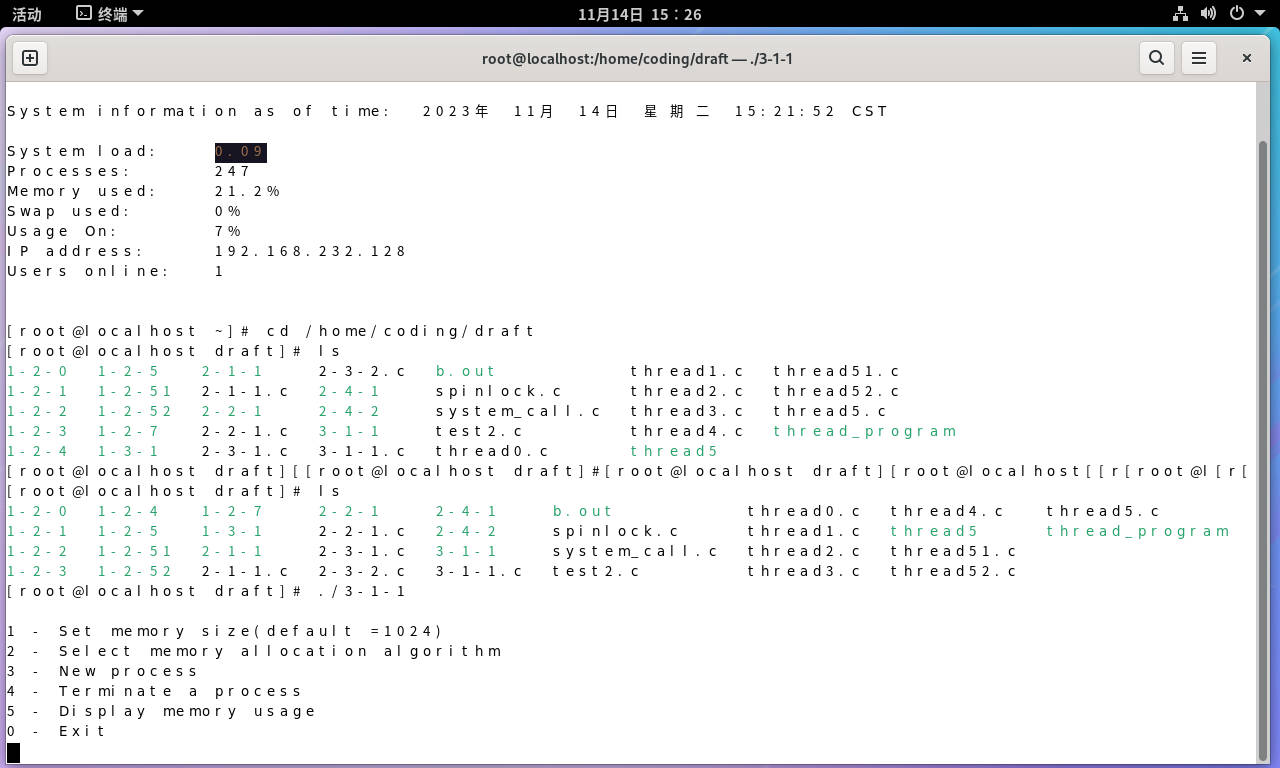 活动 终端 11月14日 15：26
root@localhost:/home/coding/draft — ./3-1-1
System information as of time: 2023年 11月 14日 星期二 15:21:52 CST
System load: 0.09
Processes: 247
Memory used: 21.2%
Swap used: 0%
Usage On: 7%
IP address: 192.168.232.128
Users online: 1
[root@localhost ~]# cd /home/coding/draft
[root@localhost draft]# ls
1-2-0 1-2-5 2-1-1 2-3-2.c b.out thread1.c thread51.c
1-2-1 1-2-51 2-1-1.c 2-4-1 spinlock.c thread2.c thread52.c
1-2-2 1-2-52 2-2-1 2-4-2 system_call.c thread3.c thread5.c
1-2-3 1-2-7 2-2-1.c 3-1-1 test2.c thread4.c thread_program
1-2-4 1-3-1 2-3-1.c 3-1-1.c thread0.c thread5
[root@localhost draft][[root@localhost draft]#[root@localhost draft][root@localhost[[r[root@l[r[
[root@localhost draft]# ls
1-2-0 1-2-4 1-2-7 2-2-1 2-4-1 b.out thread0.c thread4.c thread5.c
1-2-1 1-2-5 1-3-1 2-2-1.c 2-4-2 spinlock.c thread1.c thread5 thread_program
1-2-2 1-2-51 2-1-1 2-3-1.c 3-1-1 system_call.c thread2.c thread51.c
1-2-3 1-2-52 2-1-1.c 2-3-2.c 3-1-1.c test2.c thread3.c thread52.c
[root@localhost draft]# ./3-1-1
1 - Set memory size(default =1024)
2 - Select memory allocation algorithm
3 - New process
4 - Terminate a process
5 - Display memory usage
0 - Exit